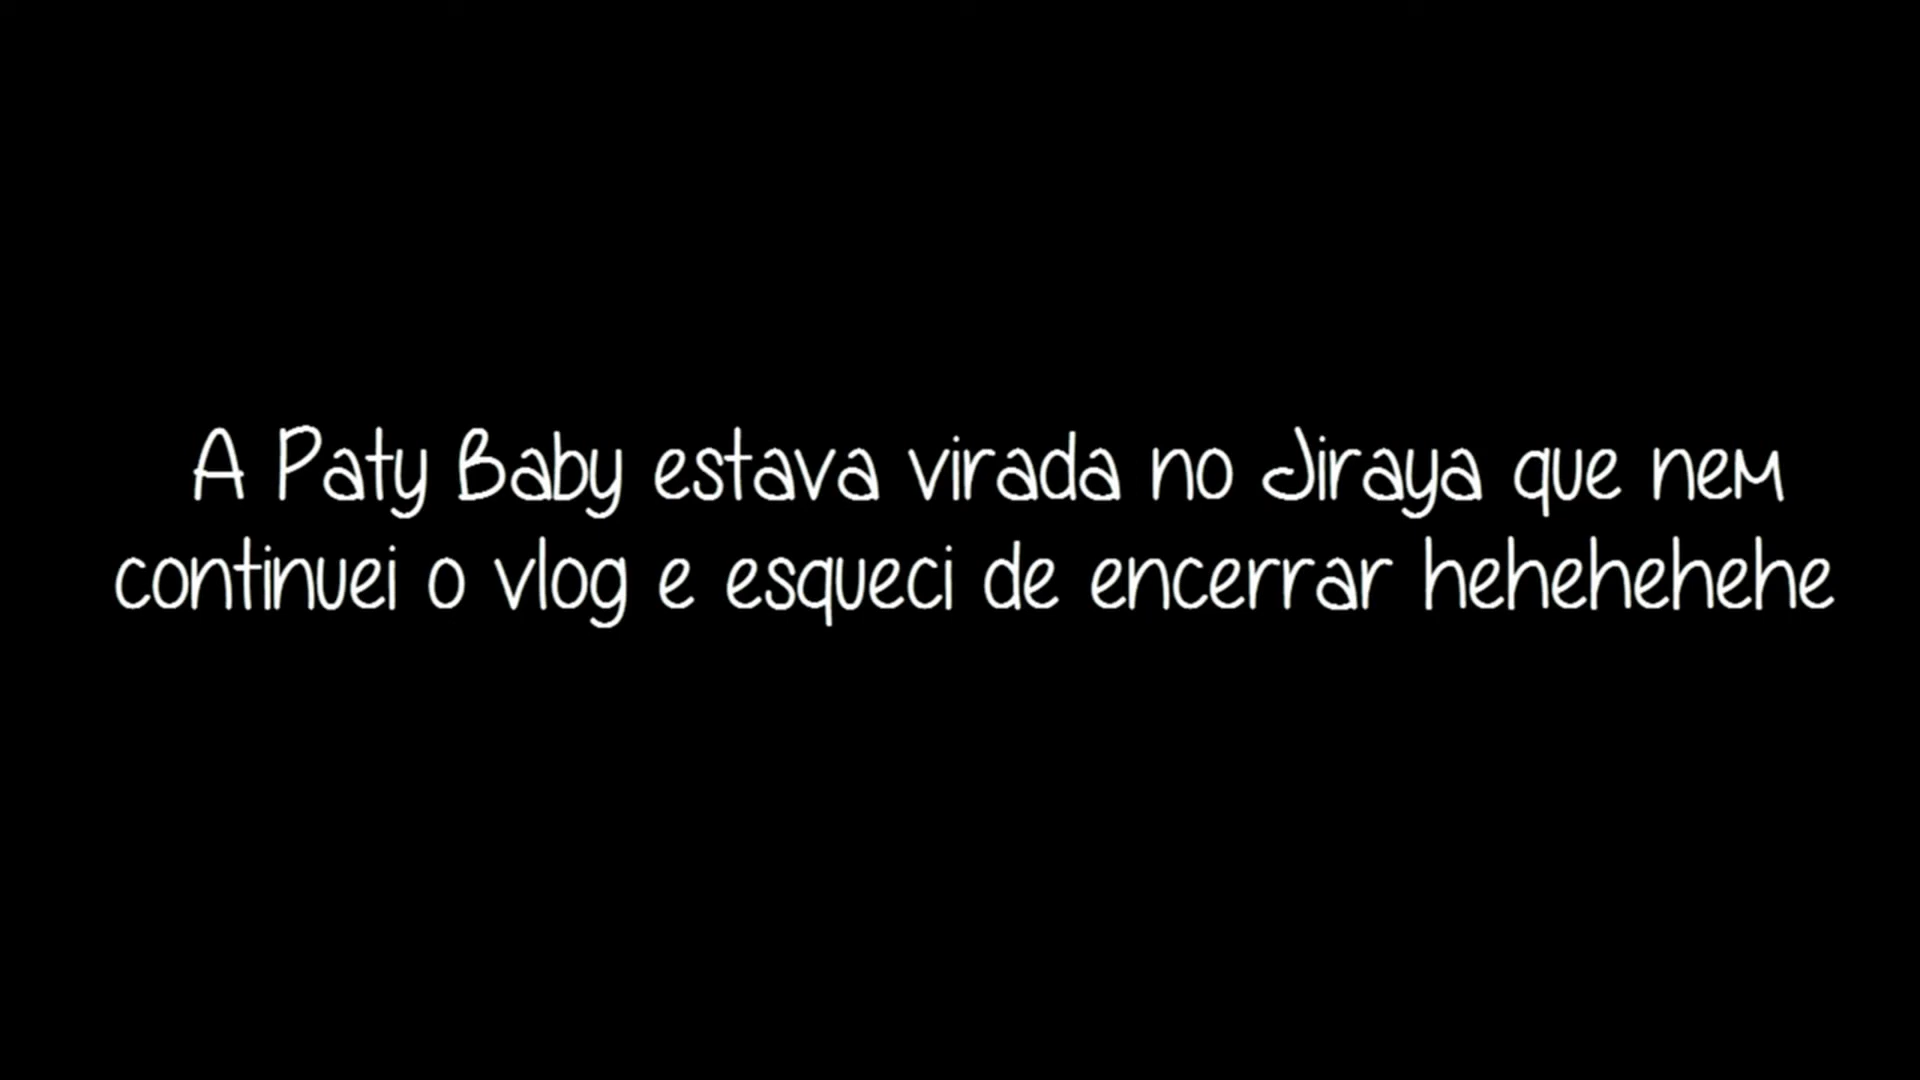 A Paty Baby estava virada no Jiraya que nem
continuei o vlog e esqueci de encerrar hehehehehe